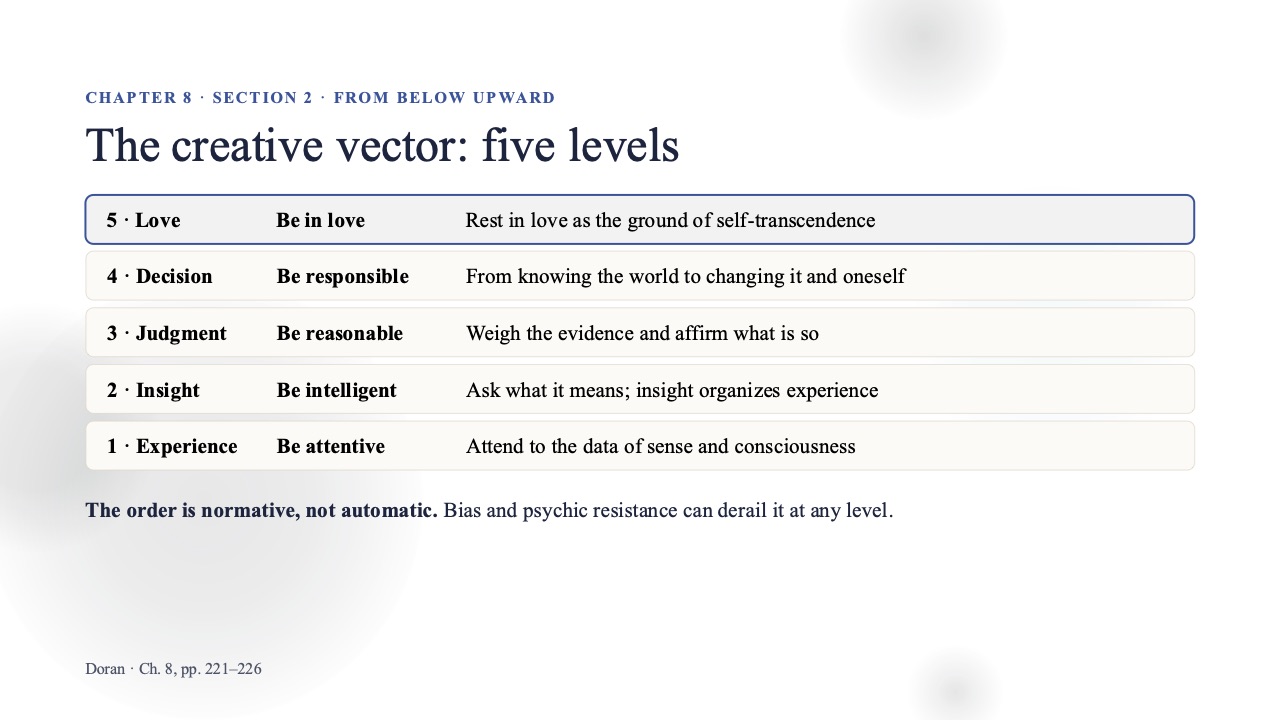 CHAPTER 8 · SECTION 2 · FROM BELOW UPWARD
The creative vector: five levels
5 · Love Be in love Rest in love as the ground of self-transcendence
4 · Decision Be responsible From knowing the world to changing it and oneself
3 · Judgment Be reasonable Weigh the evidence and affirm what is so
2 · Insight Be intelligent Ask what it means; insight organizes experience
1 · Experience Be attentive Attend to the data of sense and consciousness
The order is normative, not automatic. Bias and psychic resistance can derail it at any level.
Doran · Ch. 8, pp. 221–226